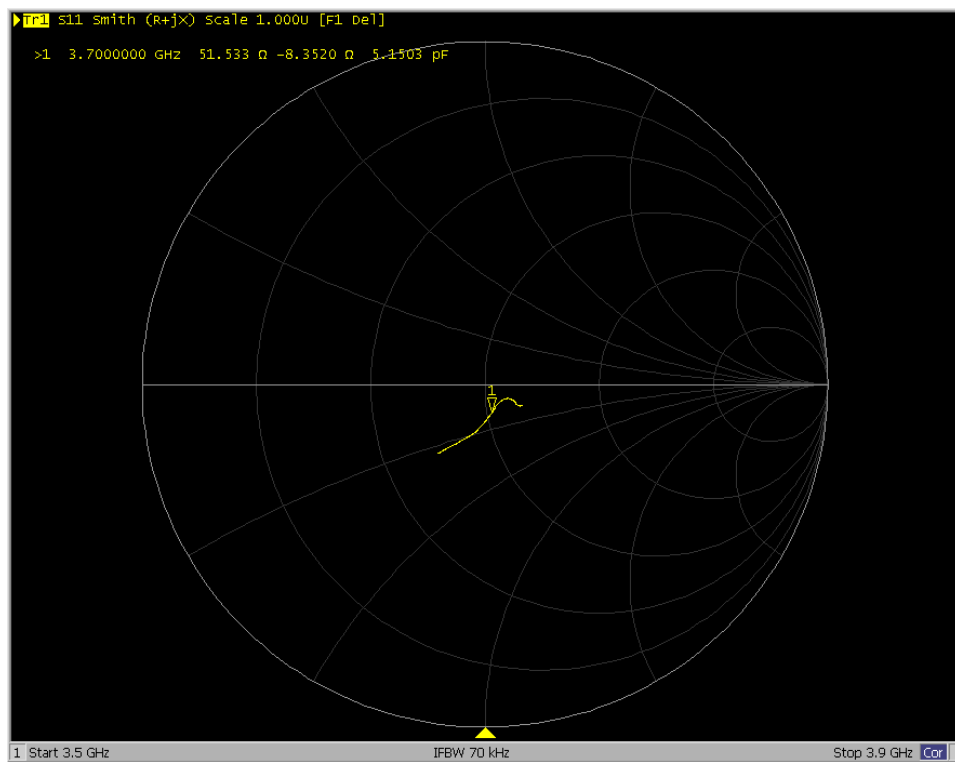 Tr1 S11 Smith (R+jX) Scale 1.000U [F1 Del]
>1 3.7000000 GHz 51.533 Ω -8.3520 Ω 5.1503 pF
1
1 Start 3.5 GHz IFBW 70 kHz Stop 3.9 GHz Cor